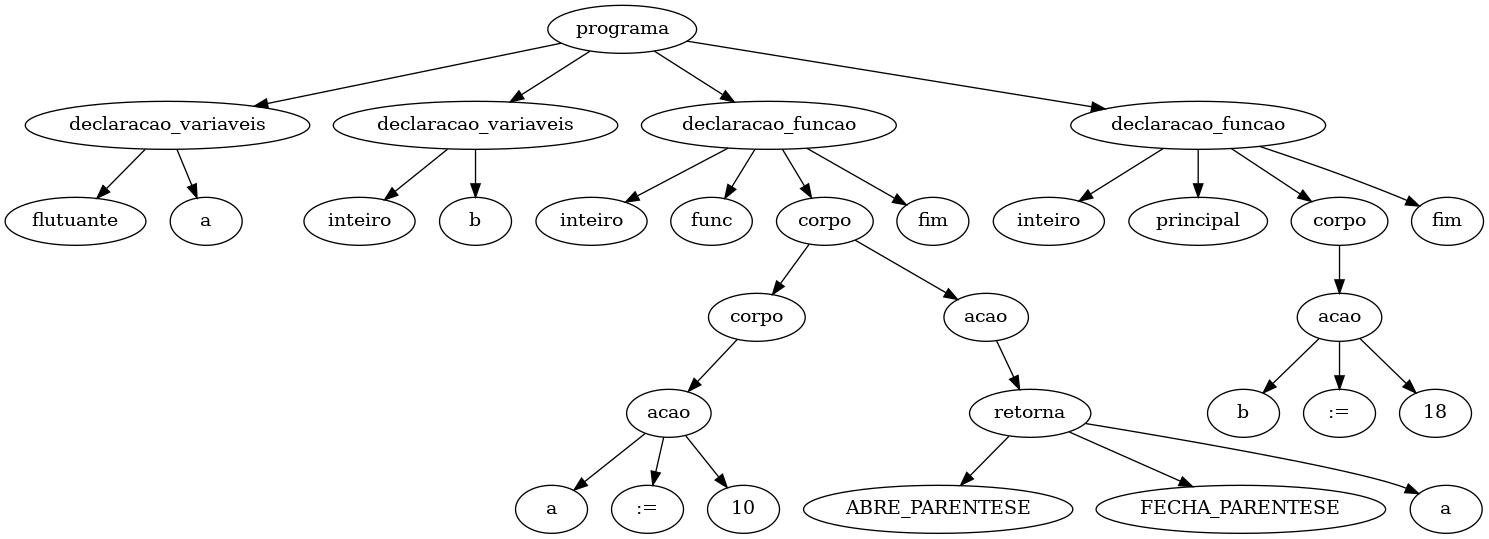 programa
declaracao_variaveis
declaracao_variaveis
declaracao_funcao
declaracao_funcao
flutuante
a
inteiro
b
inteiro
func
corpo
fim
inteiro
principal
corpo
fim
corpo
acao
acao
acao
retorna
b
:=
18
a
:=
10
ABRE_PARENTESE
FECHA_PARENTESE
a